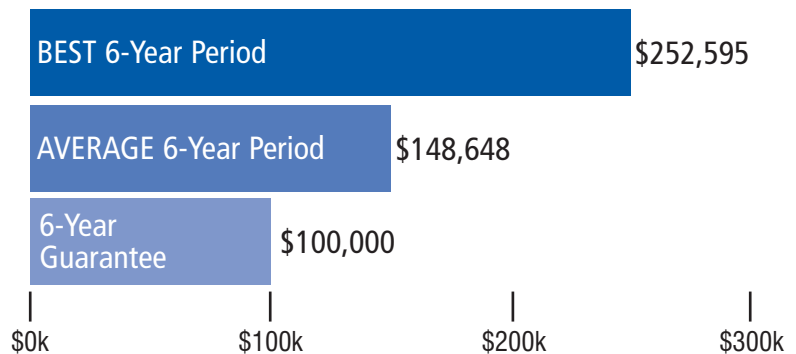 BEST 6-Year Period
$252,595
AVERAGE 6-Year Period
$148,648
6-Year
Guarantee
$100,000
$0k
$100k
$200k
$300k